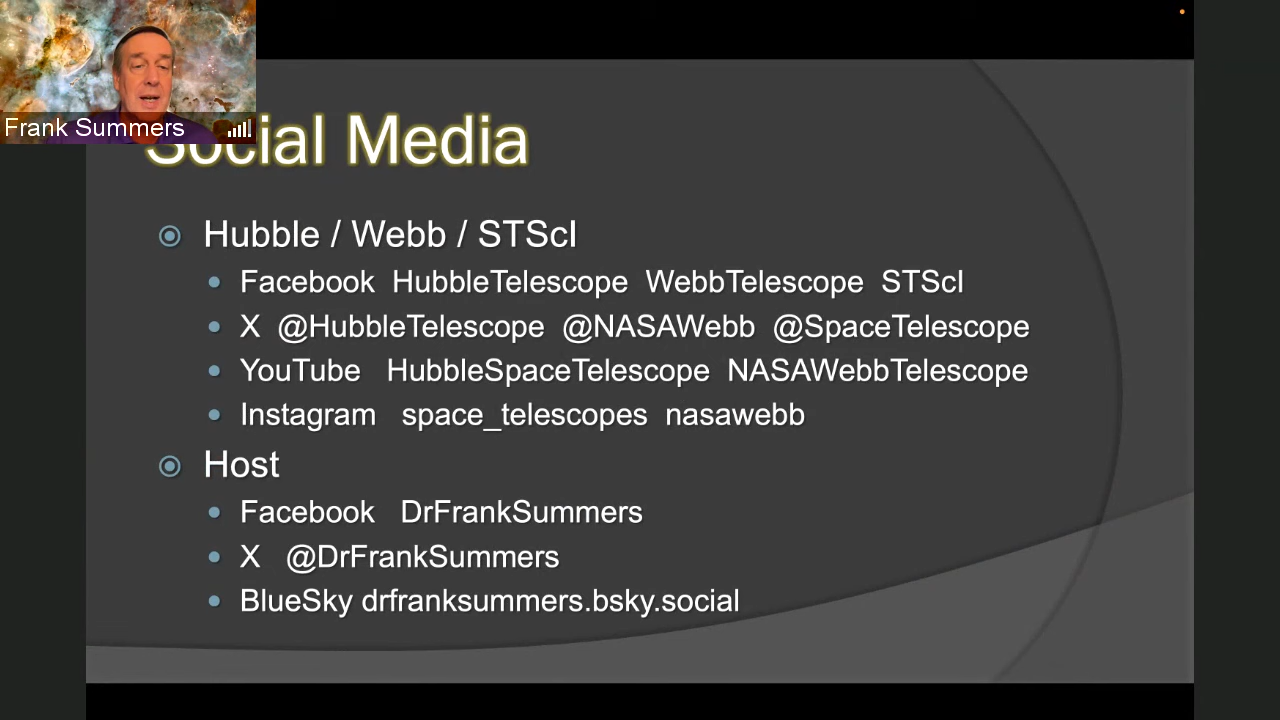 Frank Summers
Social Media
Hubble / Webb / STScI
Facebook HubbleTelescope WebbTelescope STScI
X @HubbleTelescope @NASAWebb @SpaceTelescope
YouTube HubbleSpaceTelescope NASAWebbTelescope
Instagram space_telescopes nasawebb
Host
Facebook DrFrankSummers
X @DrFrankSummers
BlueSky drfranksummers.bsky.social